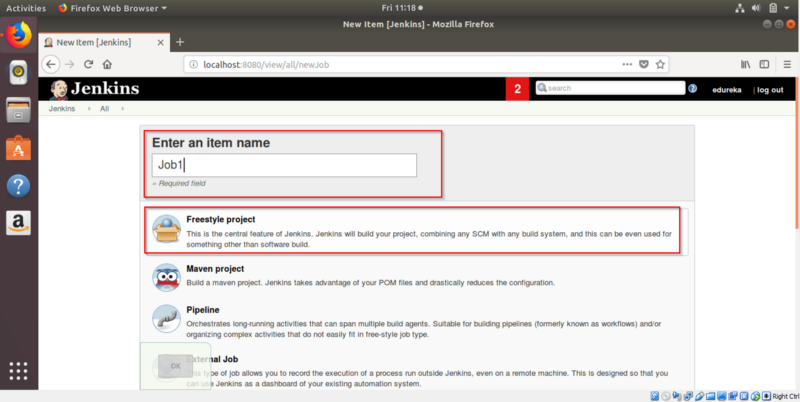 Activities Firefox Web Browser Fri 11:18
New Item [Jenkins] - Mozilla Firefox
New Item [Jenkins]
localhost:8080/view/all/newJob
Jenkins 2 search edureka | log out
Jenkins All
Enter an item name
Job1
» Required field
Freestyle project
This is the central feature of Jenkins. Jenkins will build your project, combining any SCM with any build system, and this can be even used for
something other than software build.
Maven project
Build a maven project. Jenkins takes advantage of your POM files and drastically reduces the configuration.
Pipeline
Orchestrates long-running activities that can span multiple build agents. Suitable for building pipelines (formerly known as workflows) and/or
organizing complex activities that do not easily fit in free-style job type.
External Job
OK
This type of job allows you to record the execution of a process run outside Jenkins, even on a remote machine. This is designed so that you
can use Jenkins as a dashboard of your existing automation system.
Right Ctrl